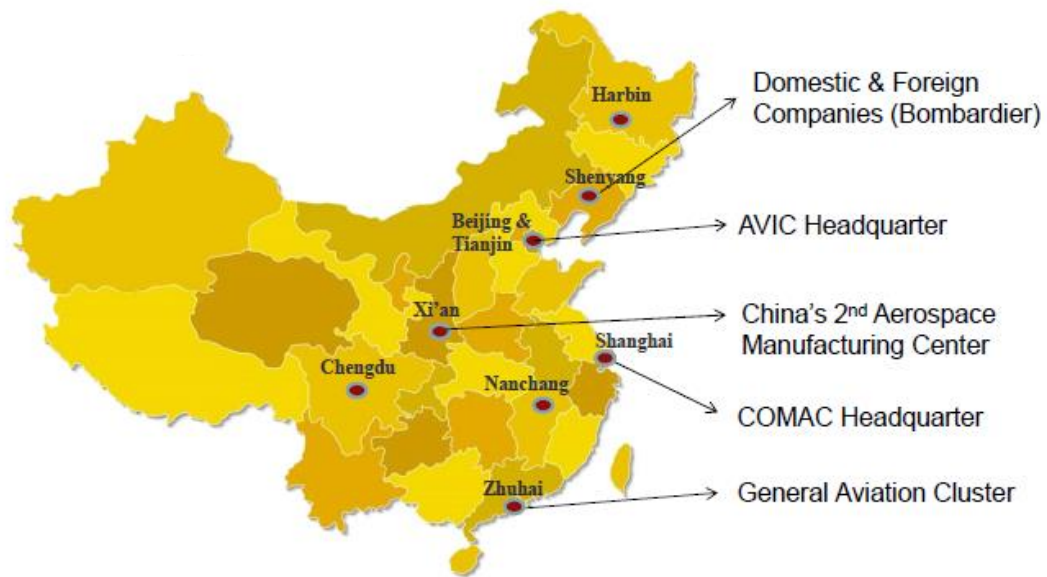 Harbin
Domestic & Foreign
Companies (Bombardier)
Shenyang
Beijing &
Tianjin
AVIC Headquarter
Xi'an
China's 2nd Aerospace
Manufacturing Center
Shanghai
Chengdu
Nanchang
COMAC Headquarter
Zhuhai
General Aviation Cluster